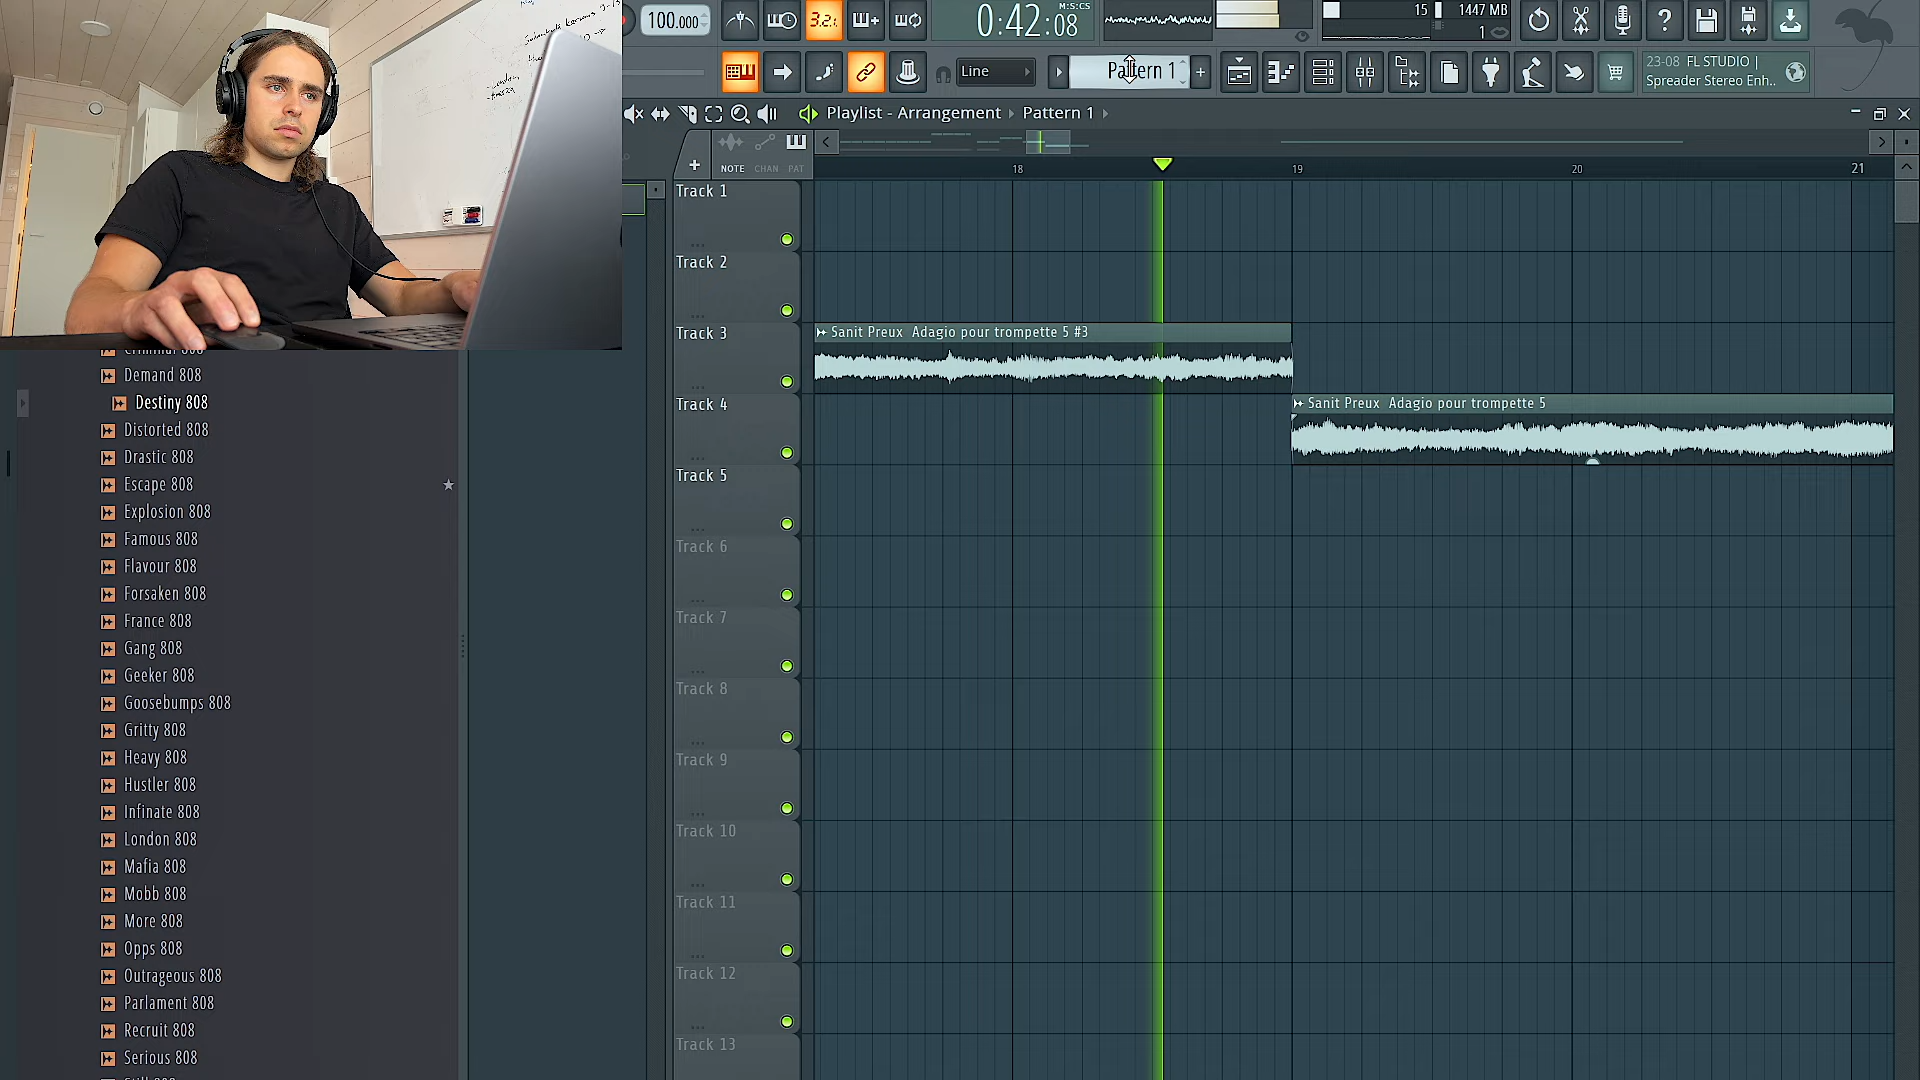 100.000
3.2.
0:42:08
M:S:CS
15
1447 MB
1
Line
Pattern 1
23-08 FL STUDIO |
Spreader Stereo Enh..
Playlist - Arrangement
Pattern 1
NOTE
CHAN
PAT
18
19
20
21
Track 1
Track 2
Track 3
Sanit Preux Adagio pour trompette 5 #3
Track 4
Sanit Preux Adagio pour trompette 5
Track 5
Track 6
Track 7
Track 8
Track 9
Track 10
Track 11
Track 12
Track 13
Demand 808
Destiny 808
Distorted 808
Drastic 808
Escape 808
Explosion 808
Famous 808
Flavour 808
Forsaken 808
France 808
Gang 808
Geeker 808
Goosebumps 808
Gritty 808
Heavy 808
Hustler 808
Infinate 808
London 808
Mafia 808
Mobb 808
More 808
Opps 808
Outrageous 808
Parlament 808
Recruit 808
Serious 808